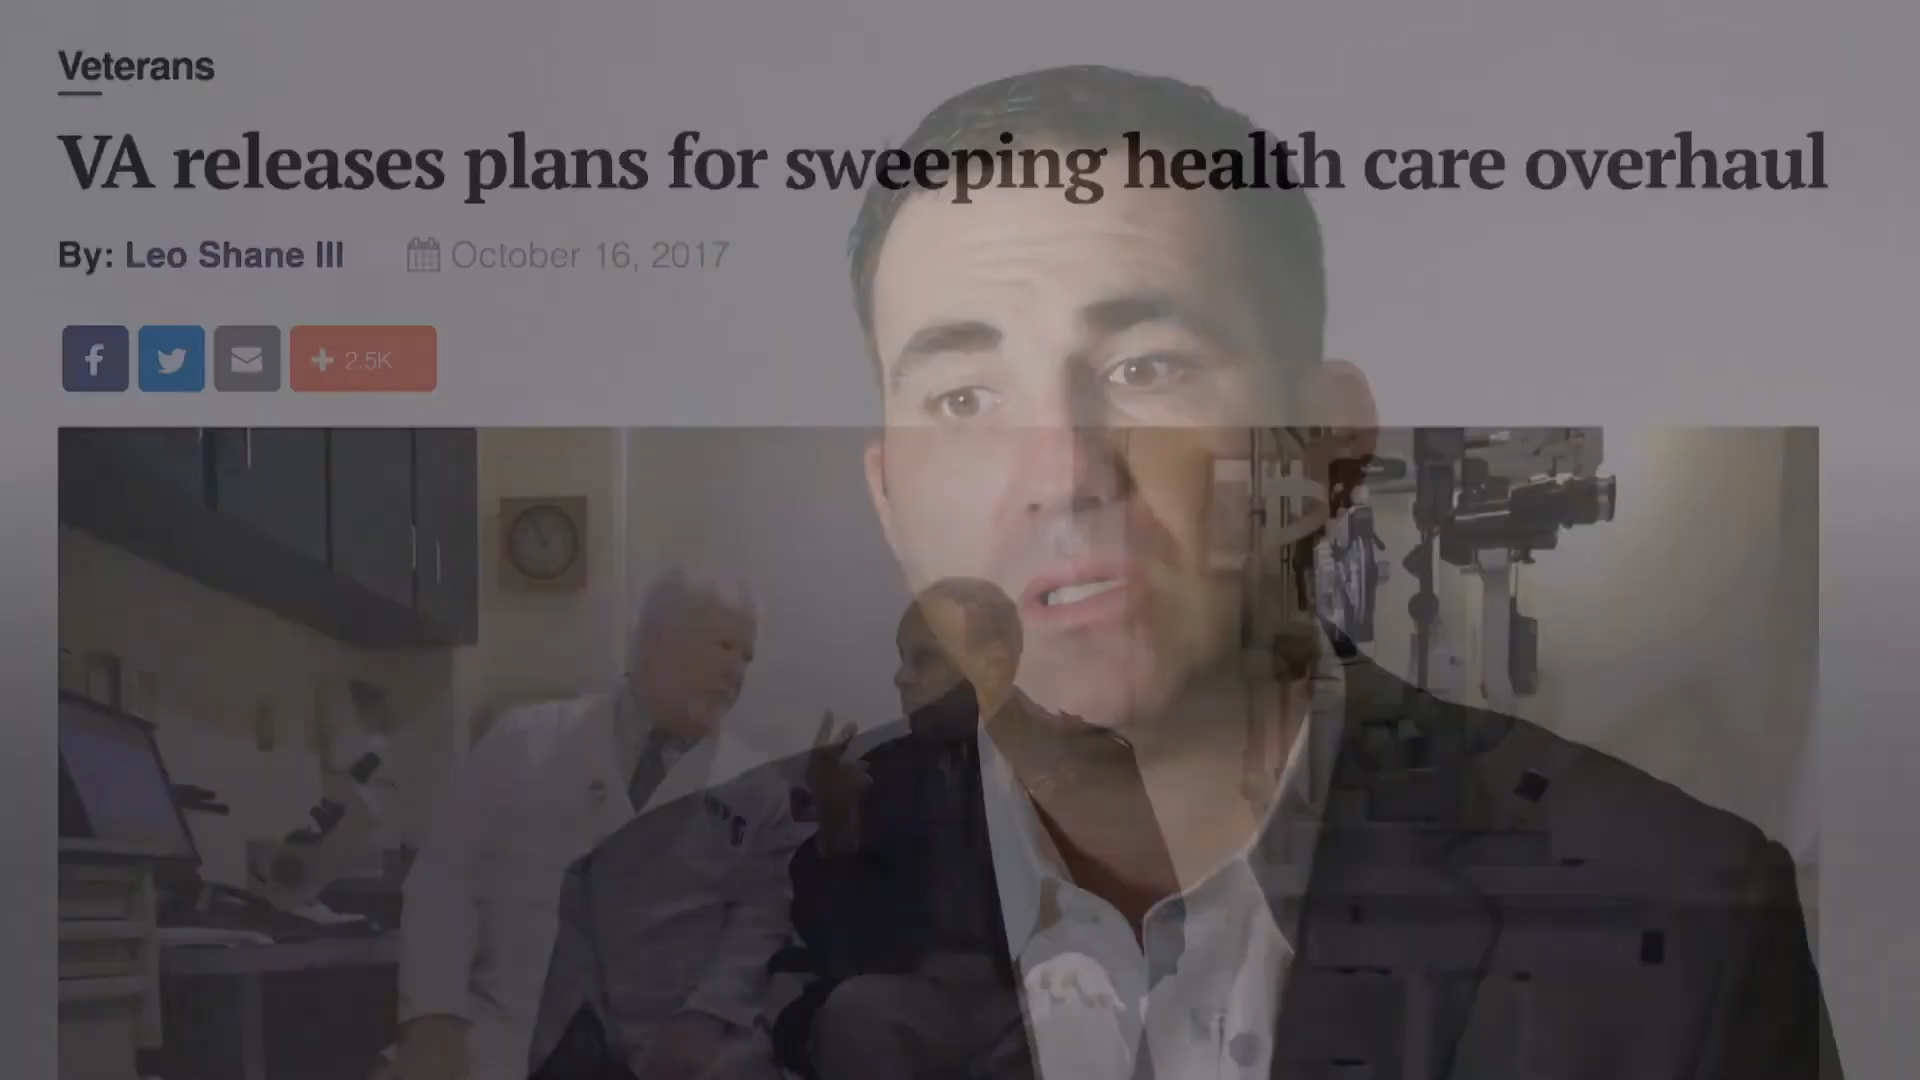 Veterans
VA releases plans for sweeping health care overhaul
By: Leo Shane III October 16, 2017
2.5K